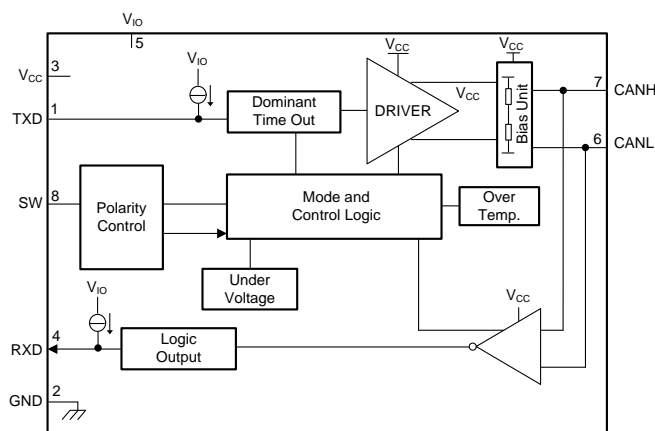 VIO
5
VCC
3
VIO
TXD
1
Dominant
Time Out
VCC
DRIVER
VCC
VCC
Bias Unit
7
CANH
6
CANL
SW
8
Polarity
Control
Mode and
Control Logic
Over
Temp.
Under
Voltage
VIO
RXD
4
Logic
Output
VCC
GND
2